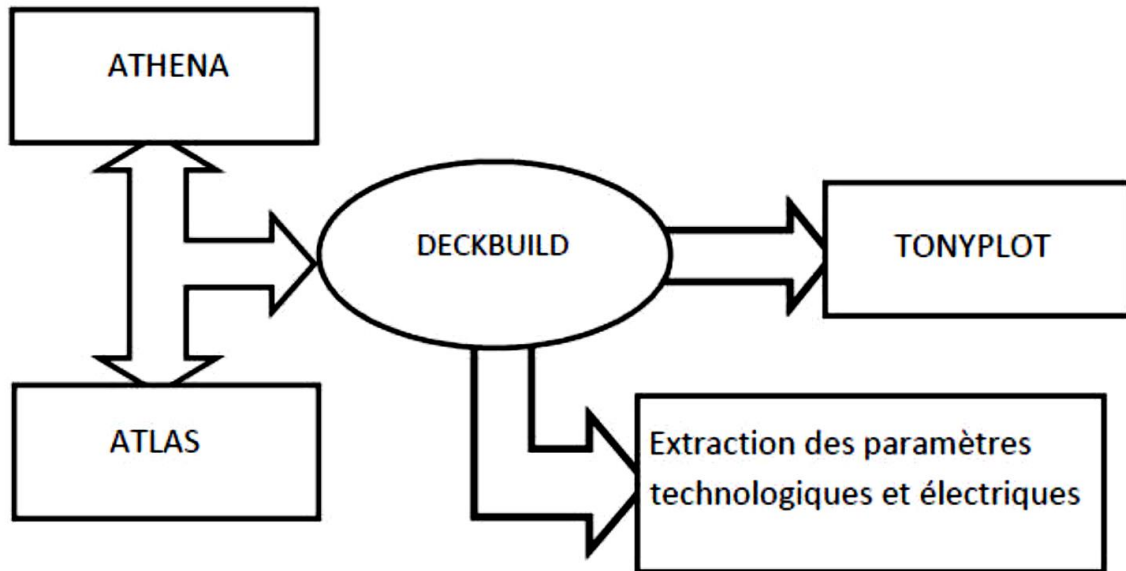 ATHENA
DECKBUILD
TONYPLOT
ATLAS
Extraction des paramètres
technologiques et électriques